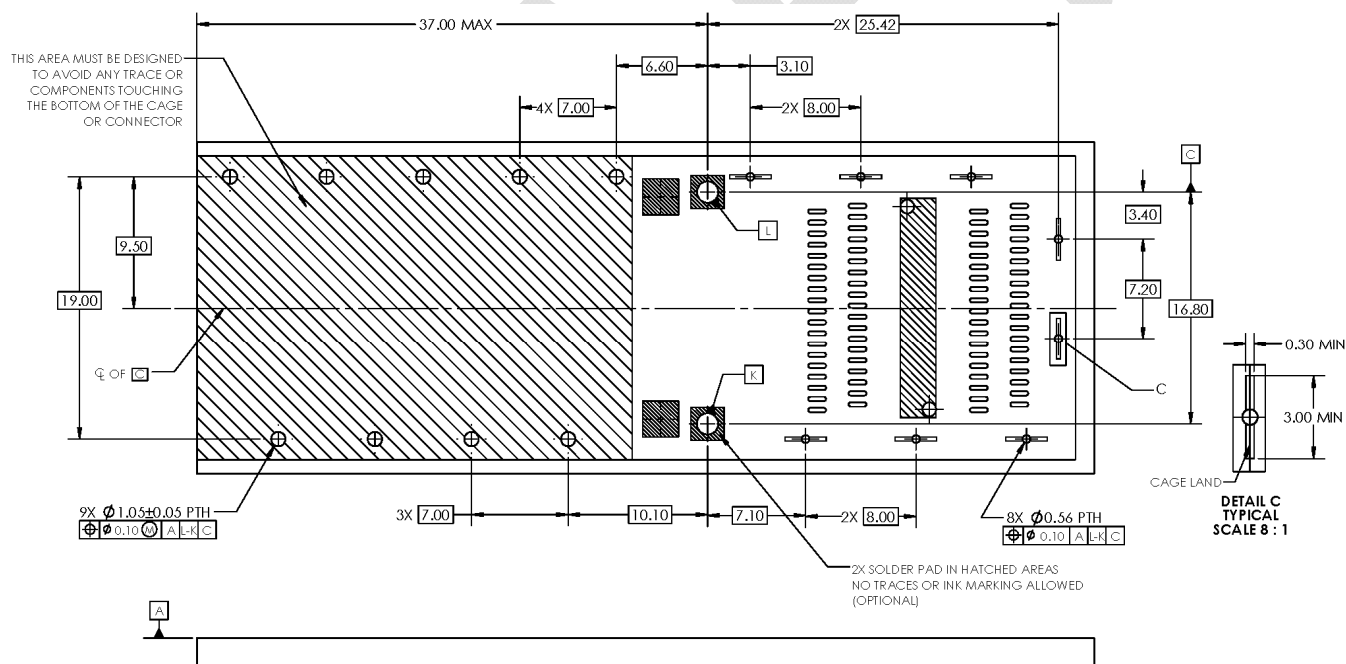 37.00 MAX
2X 25.42
THIS AREA MUST BE DESIGNED
TO AVOID ANY TRACE OR
COMPONENTS TOUCHING
THE BOTTOM OF THE CAGE
OR CONNECTOR
6.60
3.10
4X 7.00
2X 8.00
C
L
3.40
9.50
19.00
7.20
16.80
℄ OF C
K
C
0.30 MIN
3.00 MIN
CAGE LAND
DETAIL C
TYPICAL
SCALE 8 : 1
9X Ø1.05±0.05 PTH
⌖ Ø 0.10 Ⓜ A L-K C
3X 7.00
10.10
7.10
2X 8.00
8X Ø0.56 PTH
⌖ Ø 0.10 A L-K C
2X SOLDER PAD IN HATCHED AREAS
NO TRACES OR INK MARKING ALLOWED
(OPTIONAL)
A